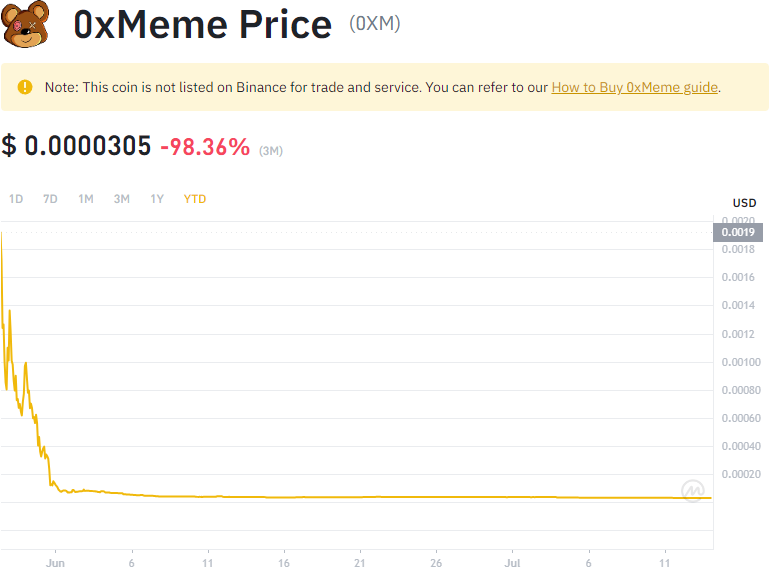 0xMeme Price (0XM)
Note: This coin is not listed on Binance for trade and service. You can refer to our How to Buy 0xMeme guide.
$ 0.0000305 -98.36% (3M)
1D 7D 1M 3M 1Y YTD
USD
0.0020
0.0019
0.0018
0.0016
0.0014
0.0012
0.00100
0.00080
0.00060
0.00040
0.00020
Jun 6 11 16 21 26 Jul 6 11